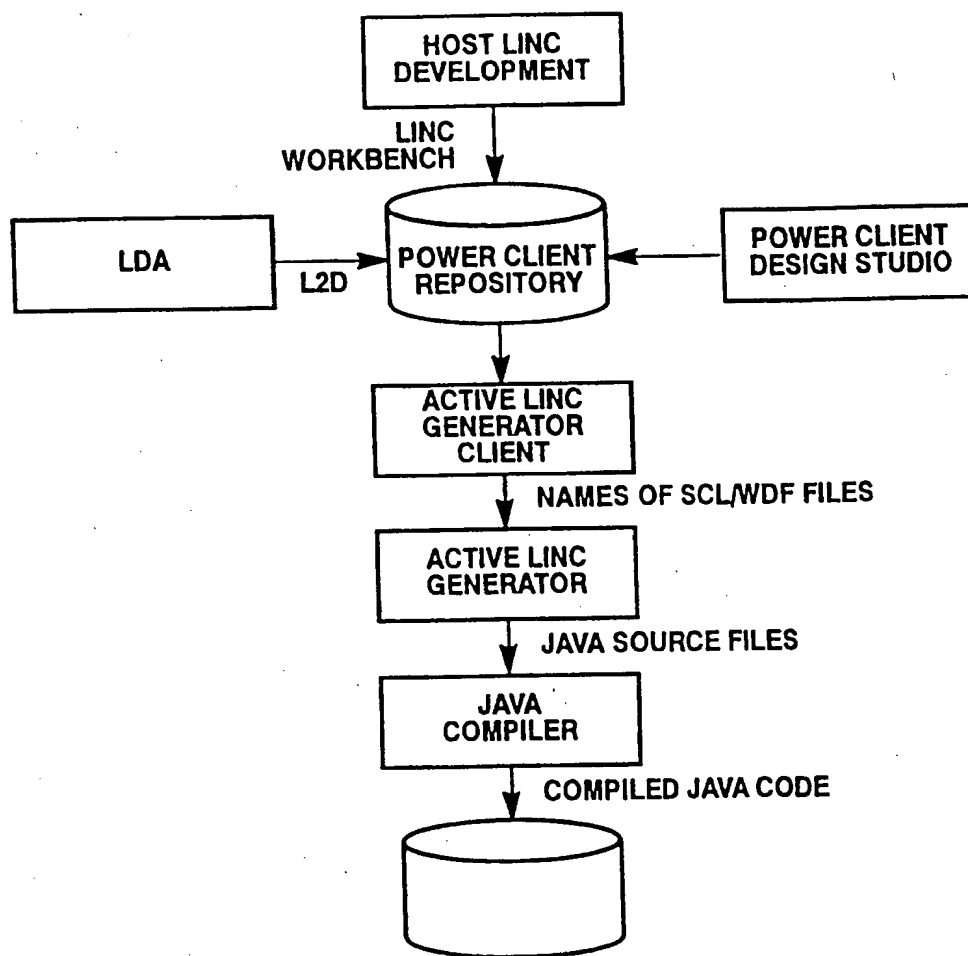 HOST LINC
DEVELOPMENT
LINC
WORKBENCH
LDA
L2D
POWER CLIENT
REPOSITORY
POWER CLIENT
DESIGN STUDIO
ACTIVE LINC
GENERATOR
CLIENT
NAMES OF SCL/WDF FILES
ACTIVE LINC
GENERATOR
JAVA SOURCE FILES
JAVA
COMPILER
COMPILED JAVA CODE